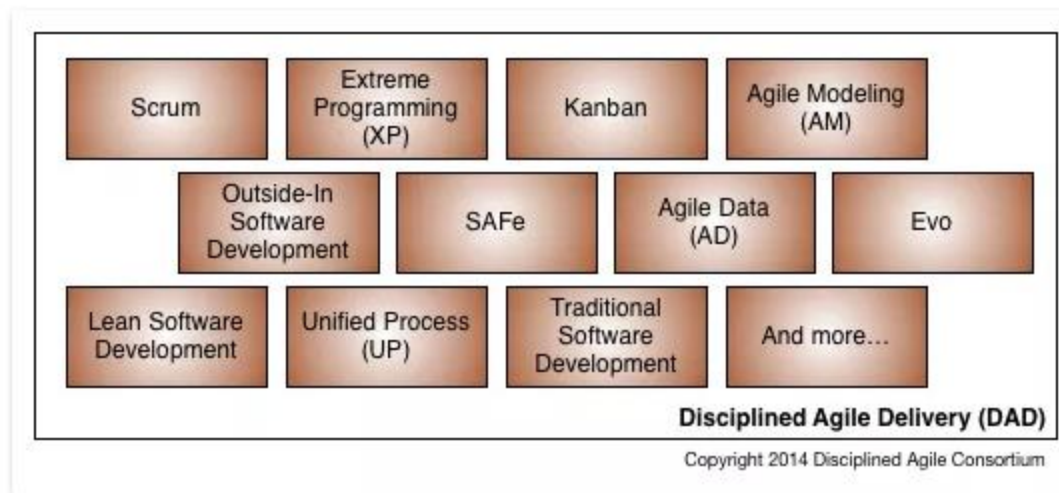 Scrum
Extreme
Programming
(XP)
Kanban
Agile Modeling
(AM)
Outside-In
Software
Development
SAFe
Agile Data
(AD)
Evo
Lean Software
Development
Unified Process
(UP)
Traditional
Software
Development
And more…
Disciplined Agile Delivery (DAD)
Copyright 2014 Disciplined Agile Consortium